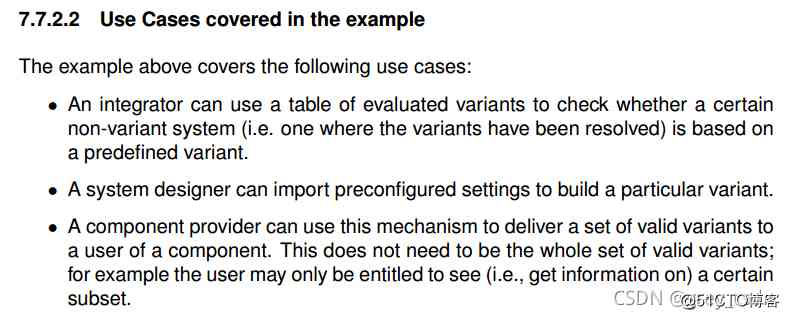 7.7.2.2 Use Cases covered in the example
The example above covers the following use cases:
• An integrator can use a table of evaluated variants to check whether a certain
non-variant system (i.e. one where the variants have been resolved) is based on
a predefined variant.
• A system designer can import preconfigured settings to build a particular variant.
• A component provider can use this mechanism to deliver a set of valid variants to
a user of a component. This does not need to be the whole set of valid variants;
for example the user may only be entitled to see (i.e., get information on) a certain
subset.
CSDN
@51CTO博客